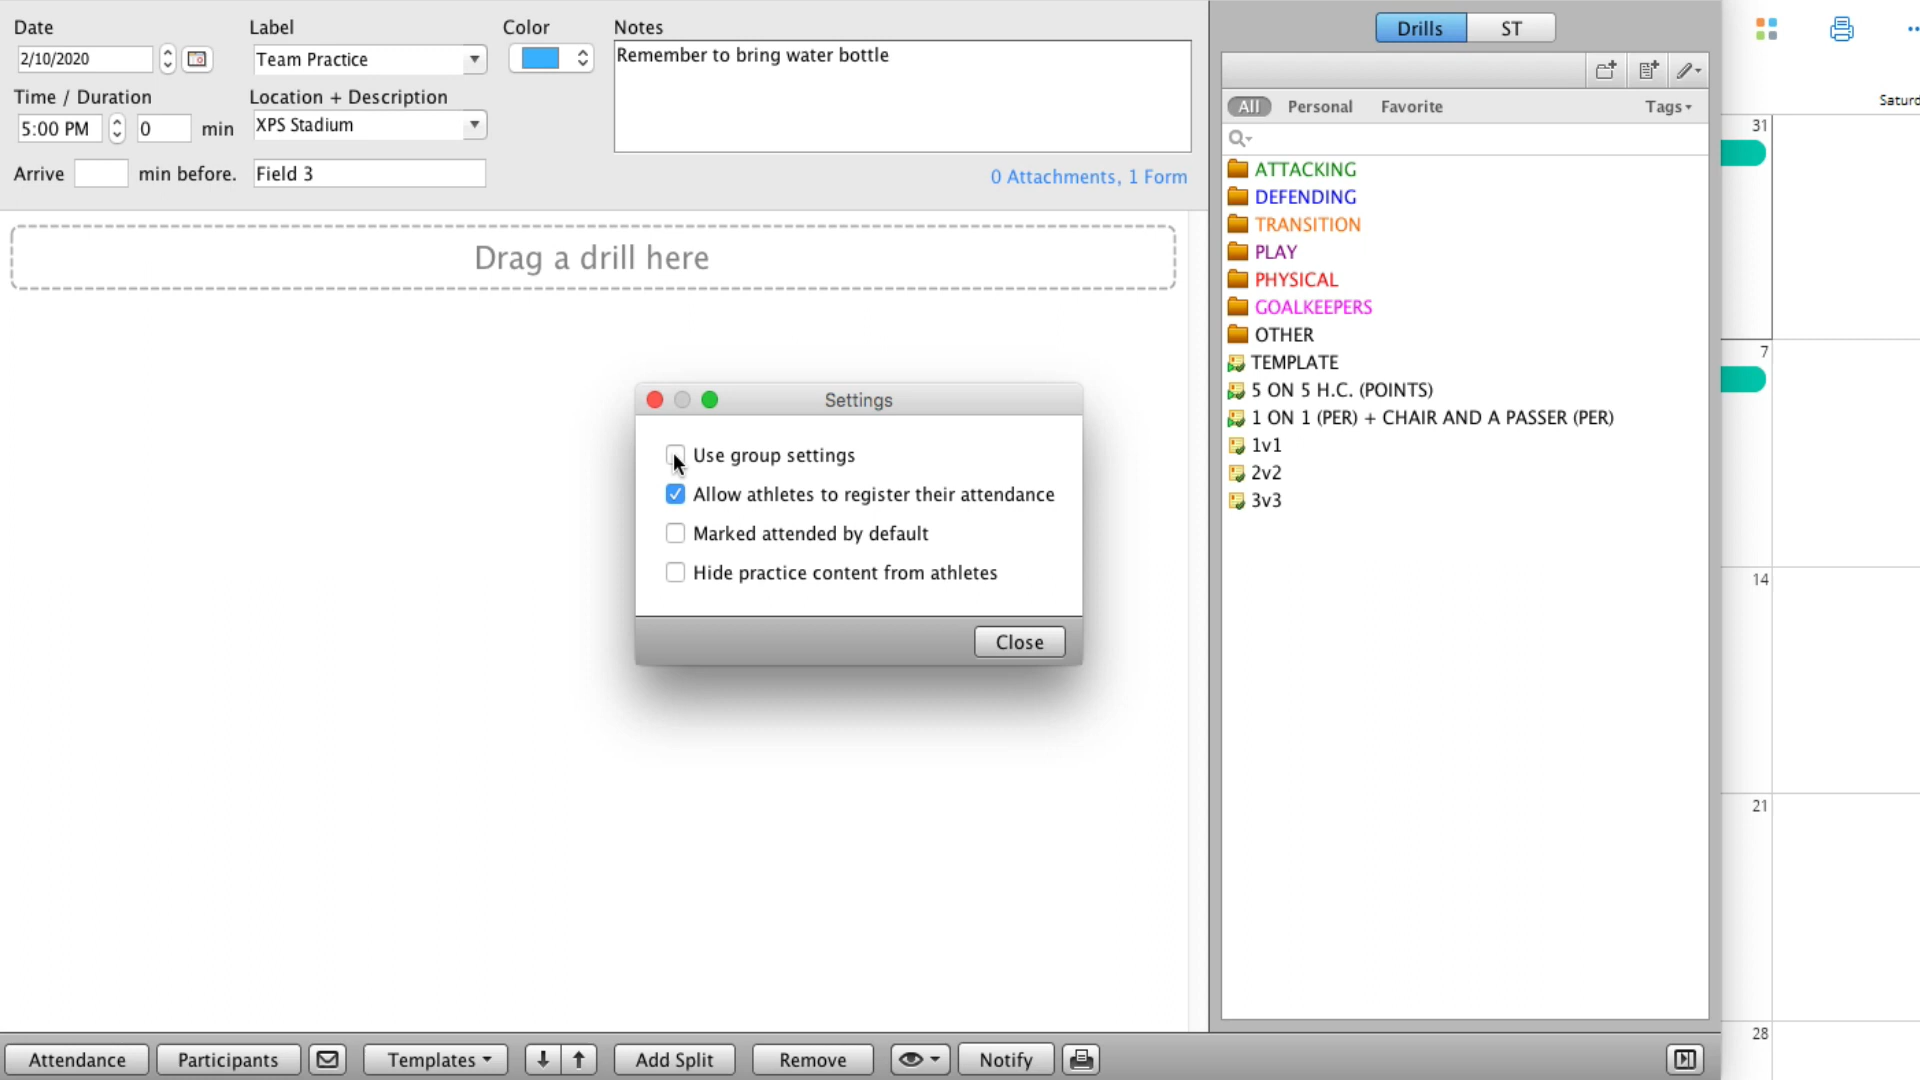 Date
Label
Color
Notes
2/10/2020
Team Practice
Remember to bring water bottle
Time / Duration
Location + Description
5:00 PM
0
min
XPS Stadium
Arrive
min before.
Field 3
0 Attachments, 1 Form
Drag a drill here
Settings
Use group settings
Allow athletes to register their attendance
Marked attended by default
Hide practice content from athletes
Close
Drills
ST
All
Personal
Favorite
Tags
ATTACKING
DEFENDING
TRANSITION
PLAY
PHYSICAL
GOALKEEPERS
OTHER
TEMPLATE
5 ON 5 H.C. (POINTS)
1 ON 1 (PER) + CHAIR AND A PASSER (PER)
1v1
2v2
3v3
Saturd
31
7
14
21
28
Attendance
Participants
Templates
Add Split
Remove
Notify